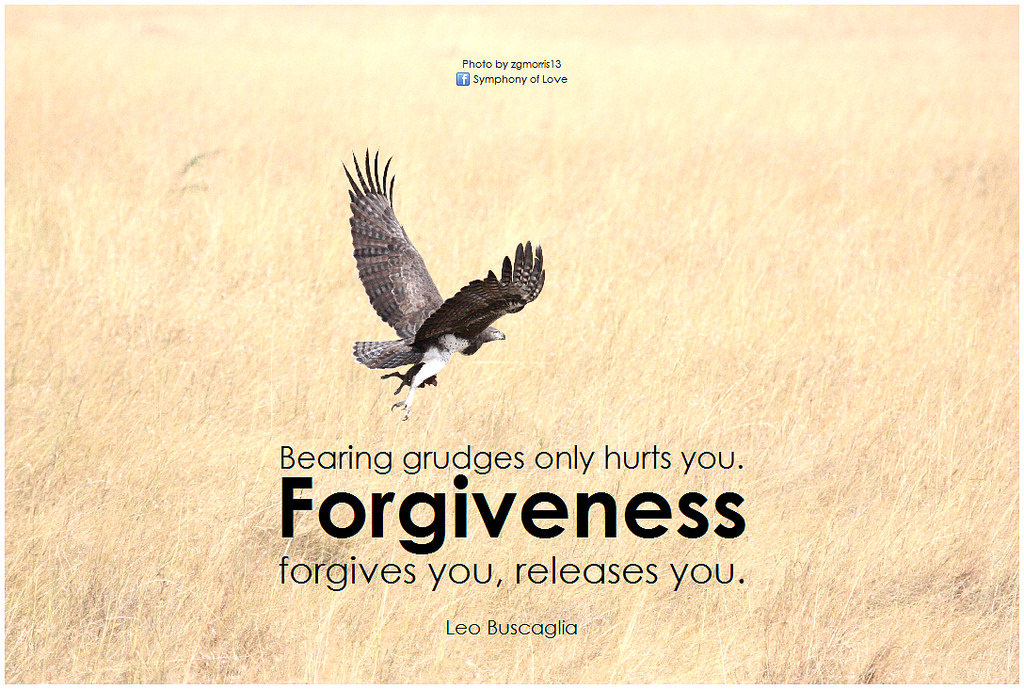 Photo by zgmorris13
Symphony of Love
Bearing grudges only hurts you.
Forgiveness
forgives you, releases you.
Leo Buscaglia